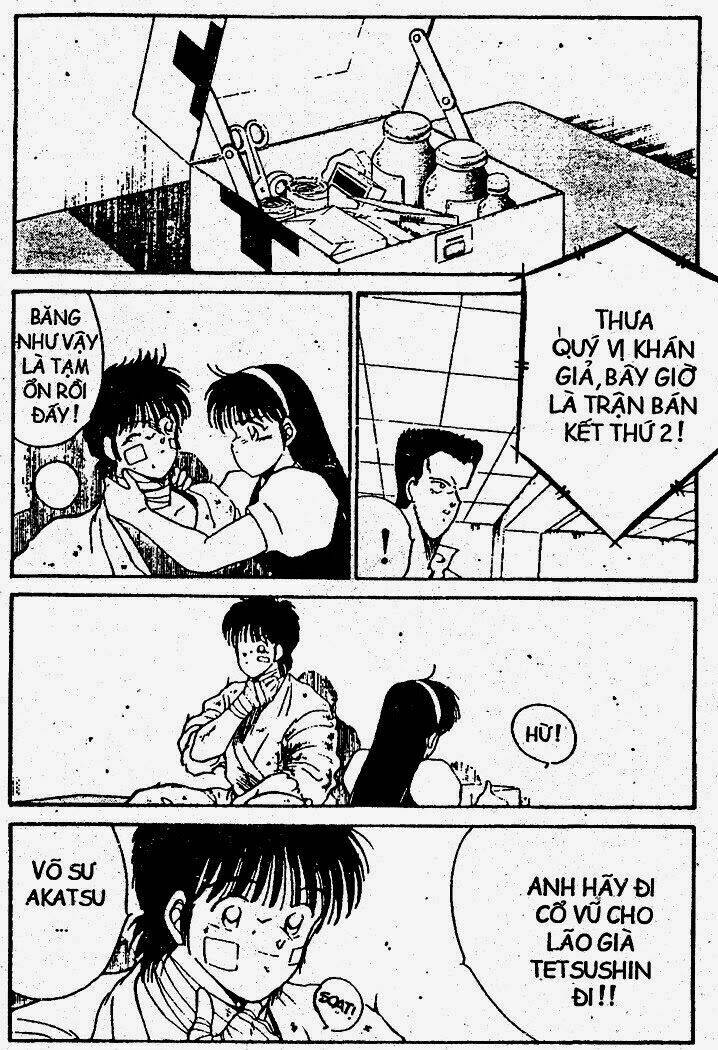 BĂNG
NHƯ VẬY
LÀ TẠM
ỔN RỒI
ĐẤY!
THƯA
QUÝ VỊ KHÁN
GIẢ, BÂY GIỜ
LÀ TRẬN BÁN
KẾT THỨ 2!
!
HỪ!
VÕ SƯ
AKATSU
...
ANH HÃY ĐI
CỔ VŨ CHO
LÃO GIÀ
TETSUSHIN
ĐI!!
SOẠT!